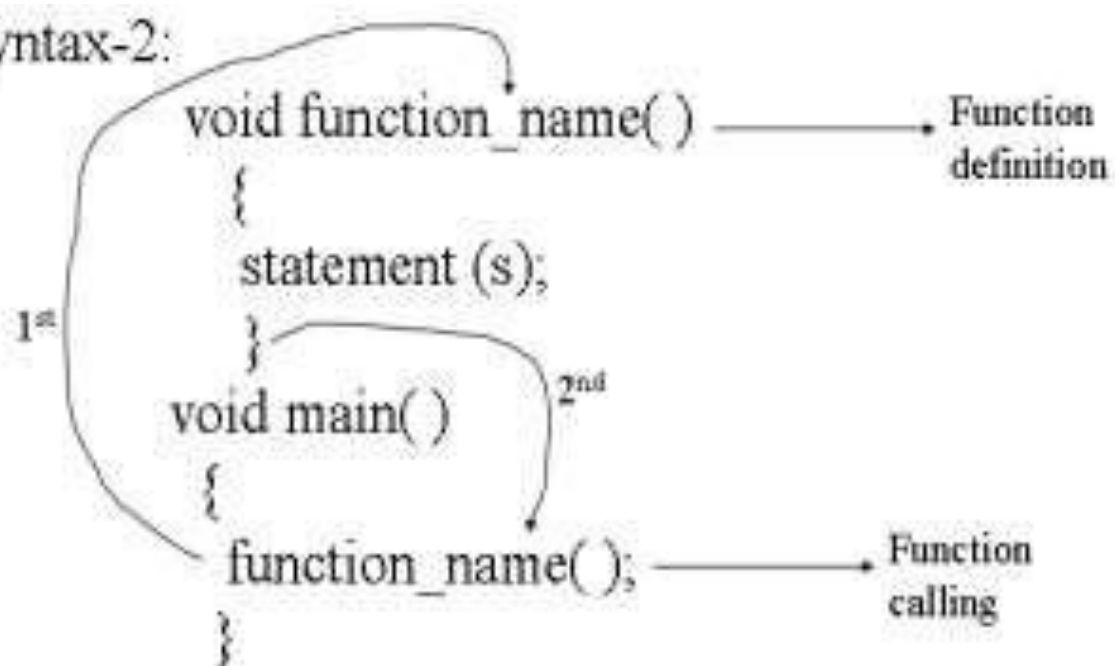 yntax-2:
void function_name( )
Function
definition
{
statement (s);
1st
}
2nd
void main( )
{
function_name( );
Function
calling
}